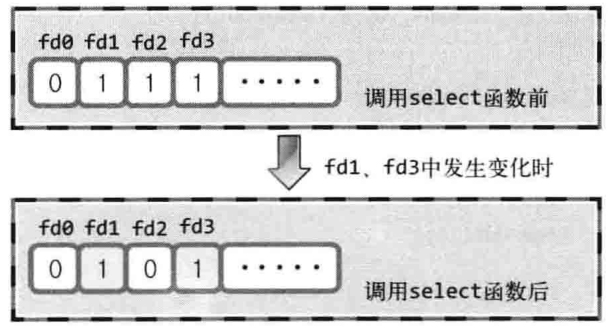 fd0 fd1 fd2 fd3
0 1 1 1 ·····
调用select函数前
fd1、fd3中发生变化时
fd0 fd1 fd2 fd3
0 1 0 1 ·····
调用select函数后